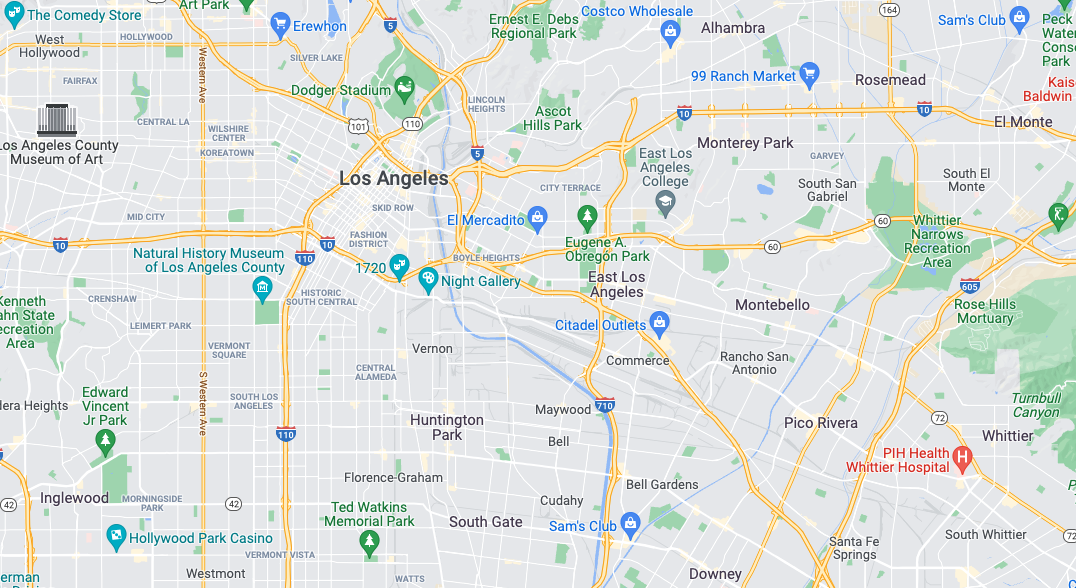 The Comedy Store
Art Park
Erewhon
5
Ernest E. Debs
Regional Park
Costco Wholesale
Alhambra
164
Sam's Club
Peck
Water
Cons
Park
West
Hollywood
HOLLYWOOD
SILVER LAKE
Western Ave
FAIRFAX
Dodger Stadium
LINCOLN
HEIGHTS
99 Ranch Market
Rosemead
Kais
Baldwin
CENTRAL LA
WILSHIRE
CENTER
101
110
Ascot
Hills Park
10
10
El Monte
Los Angeles County
Museum of Art
KOREATOWN
5
East Los
Angeles
College
Monterey Park
GARVEY
Los Angeles
CITY TERRACE
South San
Gabriel
South El
Monte
MID CITY
SKID ROW
El Mercadito
60
Whittier
Narrows
Recreation
Area
10
10
FASHION
DISTRICT
Eugene A.
Obregón Park
60
Natural History Museum
of Los Angeles County
110
1720
BOYLE HEIGHTS
Night Gallery
East Los
Angeles
605
Kenneth
ahn State
ecreation
Area
CRENSHAW
HISTORIC
SOUTH CENTRAL
Montebello
Rose Hills
Mortuary
LEIMERT PARK
Citadel Outlets
VERMONT
SQUARE
Vernon
Commerce
Rancho San
Antonio
CENTRAL
ALAMEDA
S Western Ave
Edward
Vincent
Jr Park
SOUTH LOS
ANGELES
dera Heights
Maywood
710
Turnbull
Canyon
Huntington
Park
Pico Rivera
72
110
Bell
Whittier
PIH Health
Whittier Hospital
Florence-Graham
Bell Gardens
Inglewood
MORNINGSIDE
PARK
42
42
Ted Watkins
Memorial Park
Cudahy
South Gate
Sam's Club
Hollywood Park Casino
South Whittier
72
Santa Fe
Springs
VERMONT VISTA
erman
Westmont
WATTS
Downey